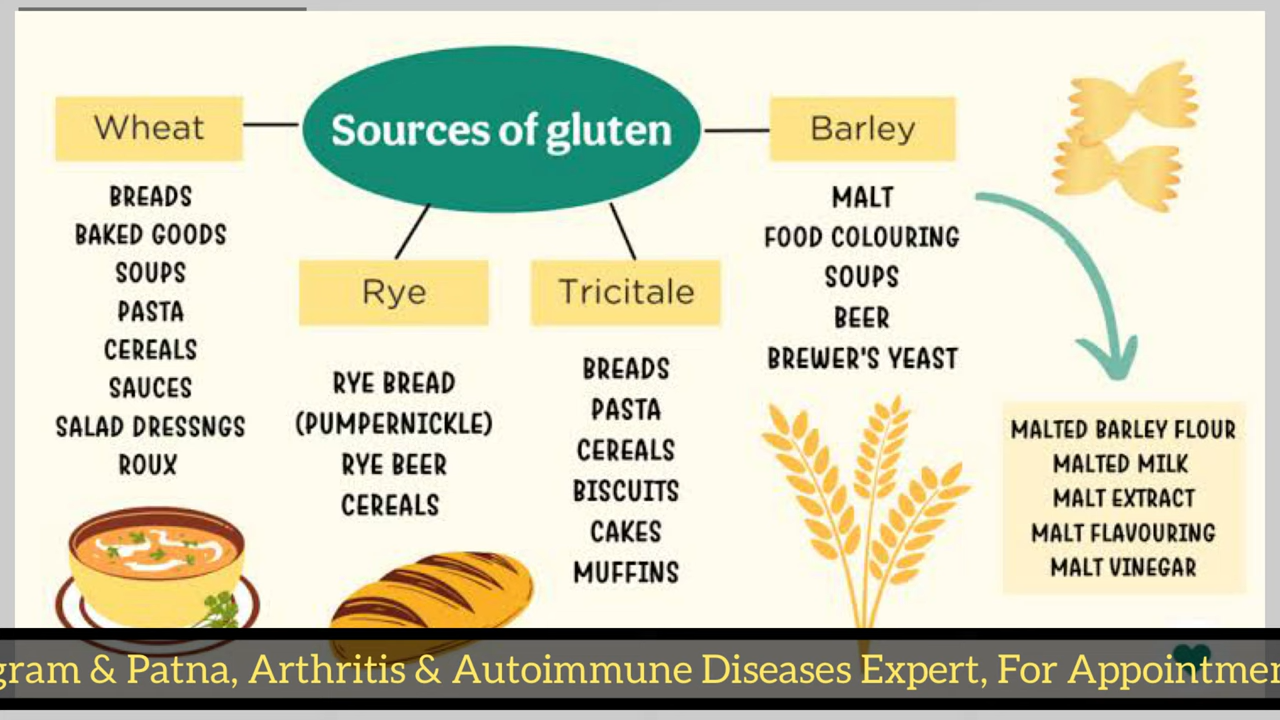 Sources of gluten
Wheat
BREADS
BAKED GOODS
SOUPS
PASTA
CEREALS
SAUCES
SALAD DRESSNGS
ROUX
Rye
RYE BREAD
(PUMPERNICKLE)
RYE BEER
CEREALS
Tricitale
BREADS
PASTA
CEREALS
BISCUITS
CAKES
MUFFINS
Barley
MALT
FOOD COLOURING
SOUPS
BEER
BREWER'S YEAST
MALTED BARLEY FLOUR
MALTED MILK
MALT EXTRACT
MALT FLAVOURING
MALT VINEGAR
gram & Patna, Arthritis & Autoimmune Diseases Expert, For Appointmen